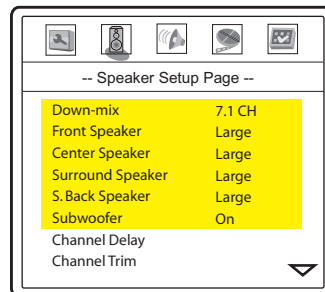 -- Speaker Setup Page --
Down-mix 7.1 CH
Front Speaker Large
Center Speaker Large
Surround Speaker Large
S. Back Speaker Large
Subwoofer On
Channel Delay
Channel Trim